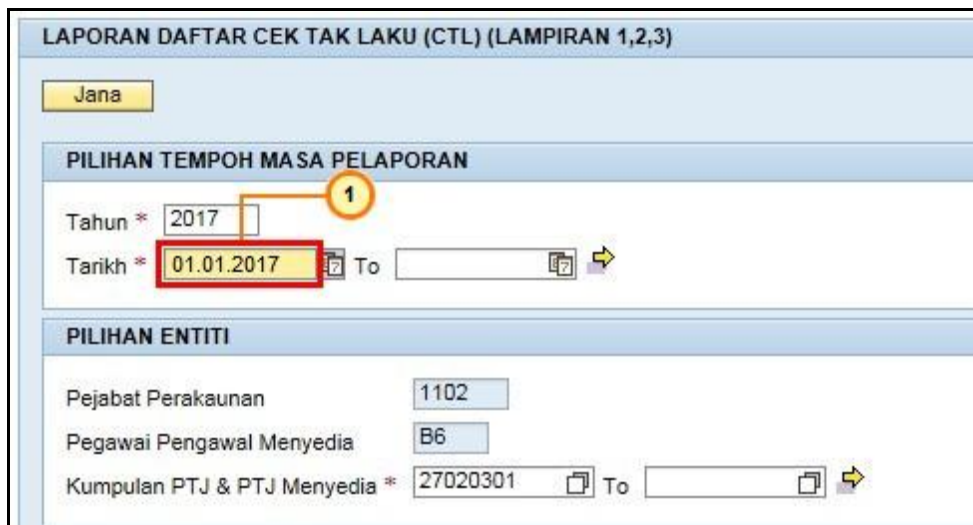 LAPORAN DAFTAR CEK TAK LAKU (CTL) (LAMPIRAN 1,2,3)
Jana
PILIHAN TEMPOH MASA PELAPORAN
1
Tahun * 2017
Tarikh * 01.01.2017 To
PILIHAN ENTITI
Pejabat Perakaunan 1102
Pegawai Pengawal Menyedia B6
Kumpulan PTJ & PTJ Menyedia * 27020301 To